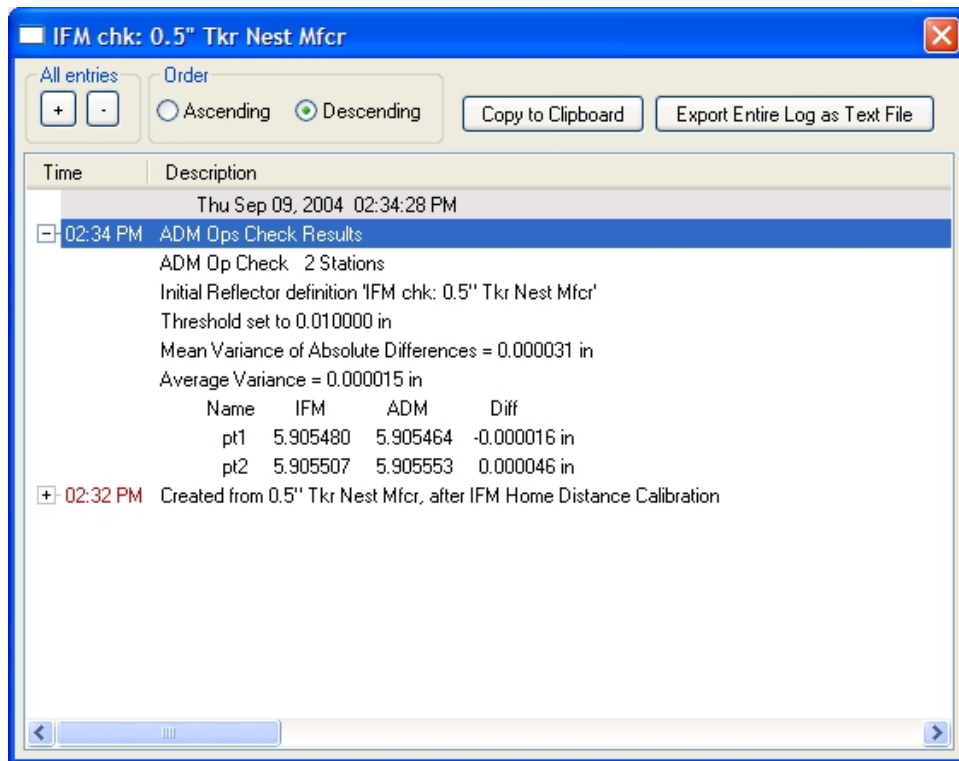 IFM chk: 0.5" Tkr Nest Mfcr
All entries Order
+ - Ascending Descending Copy to Clipboard Export Entire Log as Text File
Time Description
Thu Sep 09, 2004 02:34:28 PM
02:34 PM ADM Ops Check Results
ADM Op Check 2 Stations
Initial Reflector definition 'IFM chk: 0.5'' Tkr Nest Mfcr'
Threshold set to 0.010000 in
Mean Variance of Absolute Differences = 0.000031 in
Average Variance = 0.000015 in
Name IFM ADM Diff
pt1 5.905480 5.905464 -0.000016 in
pt2 5.905507 5.905553 0.000046 in
02:32 PM Created from 0.5'' Tkr Nest Mfcr, after IFM Home Distance Calibration